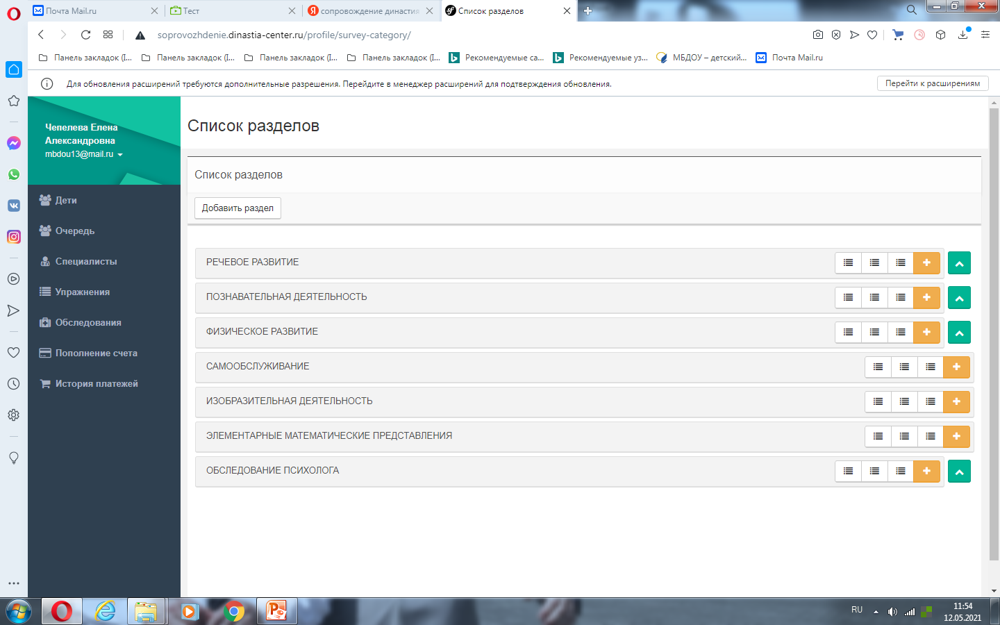 Почта Mail.ru
Тест
сопровождение династия
Список разделов
soprovozhdenie.dinastia-center.ru/profile/survey-category/
Панель закладок (I...
Панель закладок (I...
Панель закладок (I...
Панель закладок (I...
Рекомендуемые са...
Рекомендуемые уз...
МБДОУ – детский...
Почта Mail.ru
Для обновления расширений требуются дополнительные разрешения. Перейдите в менеджер расширений для подтверждения обновления.
Перейти к расширениям
Чепелева Елена
Александровна
mbdou13@mail.ru
Дети
Очередь
Специалисты
Упражнения
Обследования
Пополнение счета
История платежей
Список разделов
Список разделов
Добавить раздел
РЕЧЕВОЕ РАЗВИТИЕ
ПОЗНАВАТЕЛЬНАЯ ДЕЯТЕЛЬНОСТЬ
ФИЗИЧЕСКОЕ РАЗВИТИЕ
САМООБСЛУЖИВАНИЕ
ИЗОБРАЗИТЕЛЬНАЯ ДЕЯТЕЛЬНОСТЬ
ЭЛЕМЕНТАРНЫЕ МАТЕМАТИЧЕСКИЕ ПРЕДСТАВЛЕНИЯ
ОБСЛЕДОВАНИЕ ПСИХОЛОГА
RU
11:54
12.05.2021